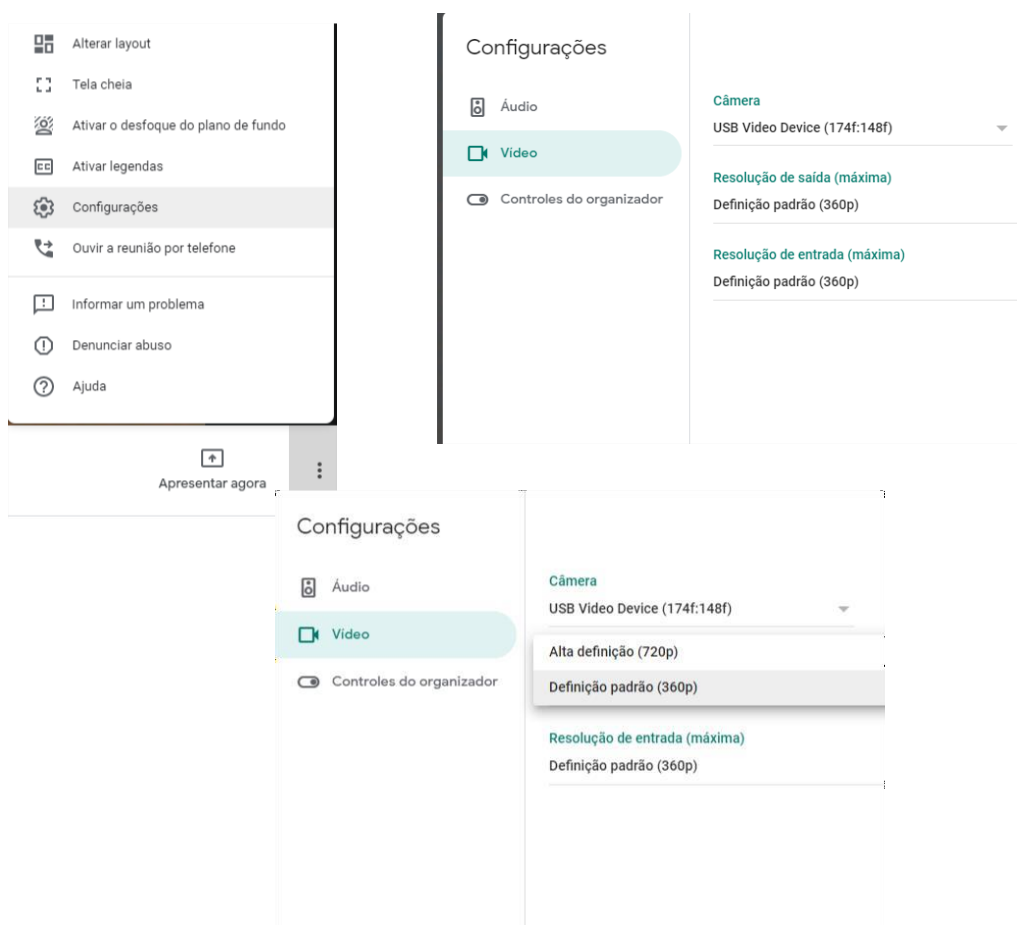 Alterar layout
Tela cheia
Ativar o desfoque do plano de fundo
Ativar legendas
Configurações
Ouvir a reunião por telefone
Informar um problema
Denunciar abuso
Ajuda
Apresentar agora
Configurações
Áudio
Vídeo
Controles do organizador
Câmera
USB Video Device (174f:148f)
Resolução de saída (máxima)
Definição padrão (360p)
Resolução de entrada (máxima)
Definição padrão (360p)
Configurações
Áudio
Vídeo
Controles do organizador
Câmera
USB Video Device (174f:148f)
Alta definição (720p)
Definição padrão (360p)
Resolução de entrada (máxima)
Definição padrão (360p)